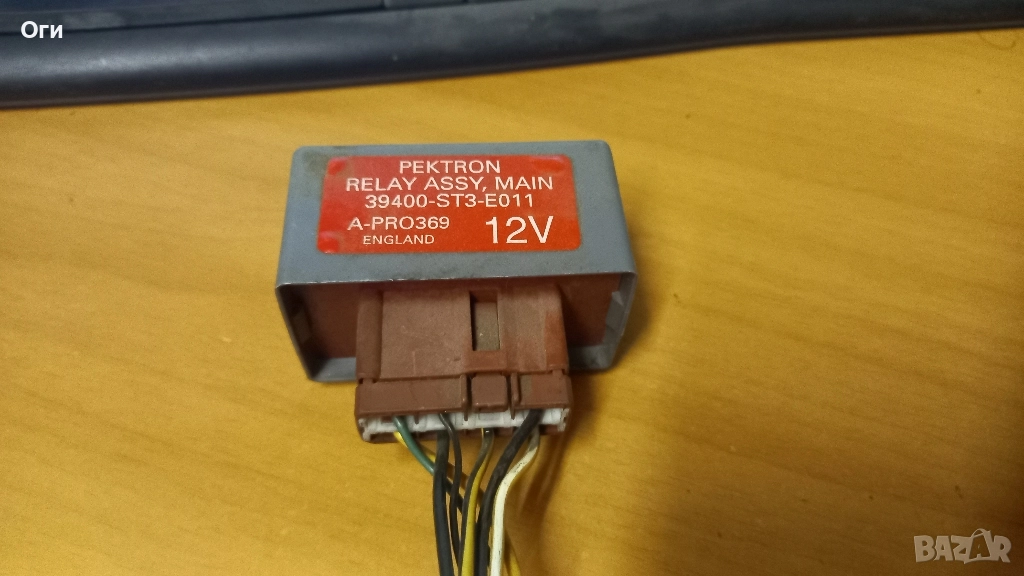 Оги
PEKTRON
RELAY ASSY, MAIN
39400-ST3-E011
A-PRO369 12V
ENGLAND
BAZAR